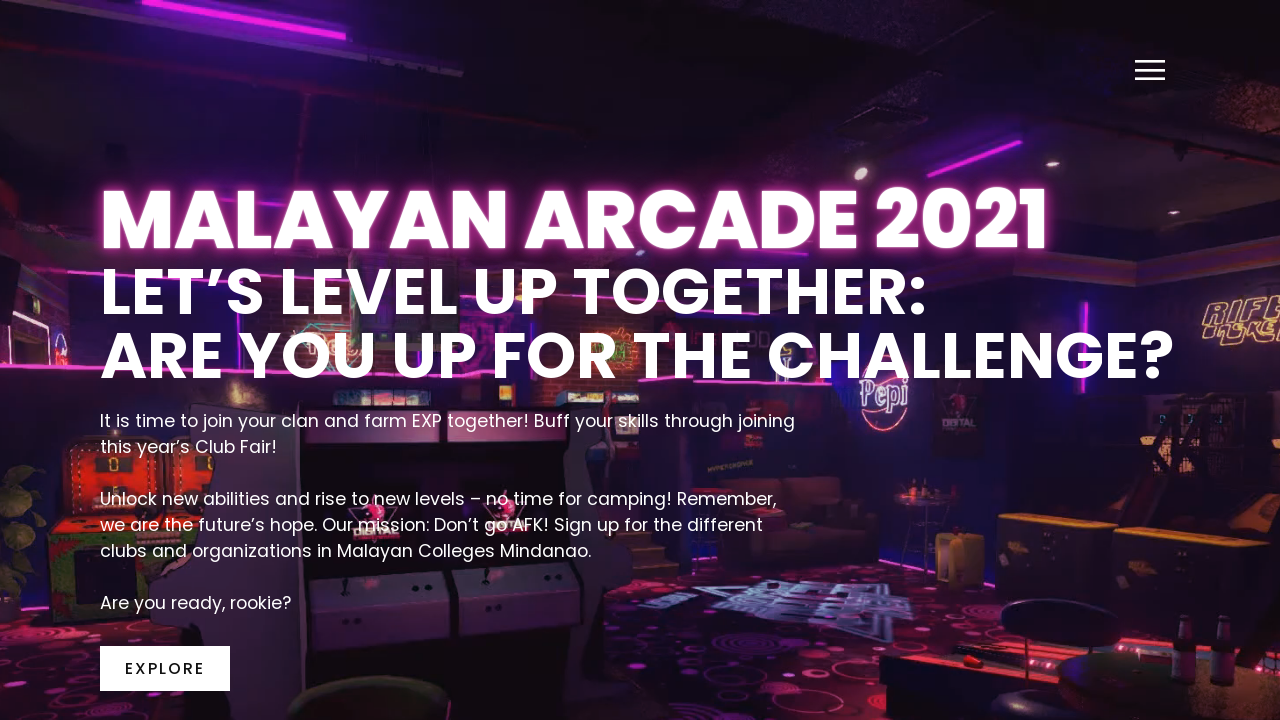 MALAYAN ARCADE 2021
LET’S LEVEL UP TOGETHER:
ARE YOU UP FOR THE CHALLENGE?
It is time to join your clan and farm EXP together! Buff your skills through joining
this year’s Club Fair!
Unlock new abilities and rise to new levels – no time for camping! Remember,
we are the future’s hope. Our mission: Don’t go AFK! Sign up for the different
clubs and organizations in Malayan Colleges Mindanao.
Are you ready, rookie?
EXPLORE
Pepi
DIGITAL